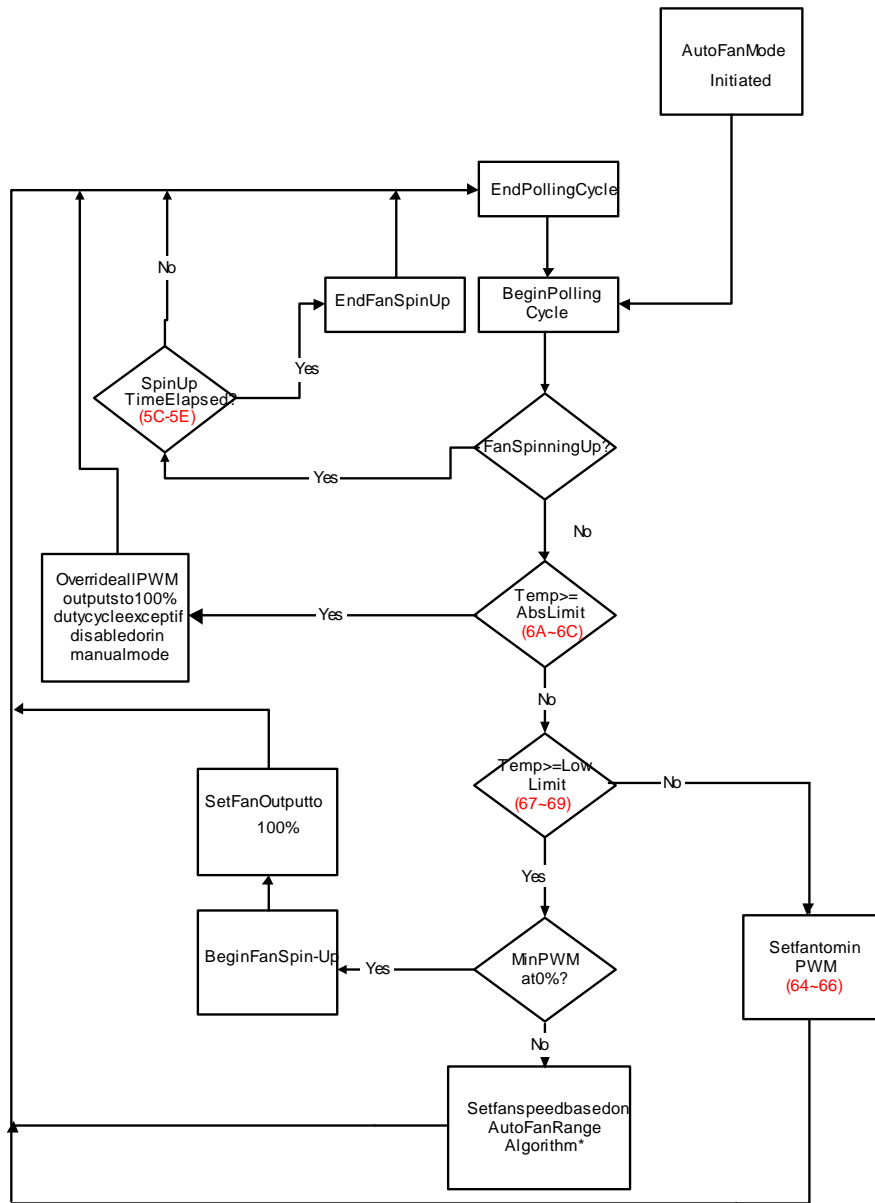 AutoFanMode
Initiated
EndPollingCycle
No
EndFanSpinUp
BeginPolling
Cycle
Yes
SpinUp
TimeElapsed?
(5C-5E)
FanSpinningUp?
Yes
No
OverrideallPWM
outputsto100%
dutycycleexceptif
disabledorin
manualmode
Yes
Temp>=
AbsLimit
(6A~6C)
No
Temp>=Low
Limit
(67~69)
No
SetFanOutputto
100%
Yes
BeginFanSpin-Up
Yes
MinPWM
at0%?
Setfantomin
PWM
(64~66)
No
Setfanspeedbasedon
AutoFanRange
Algorithm*